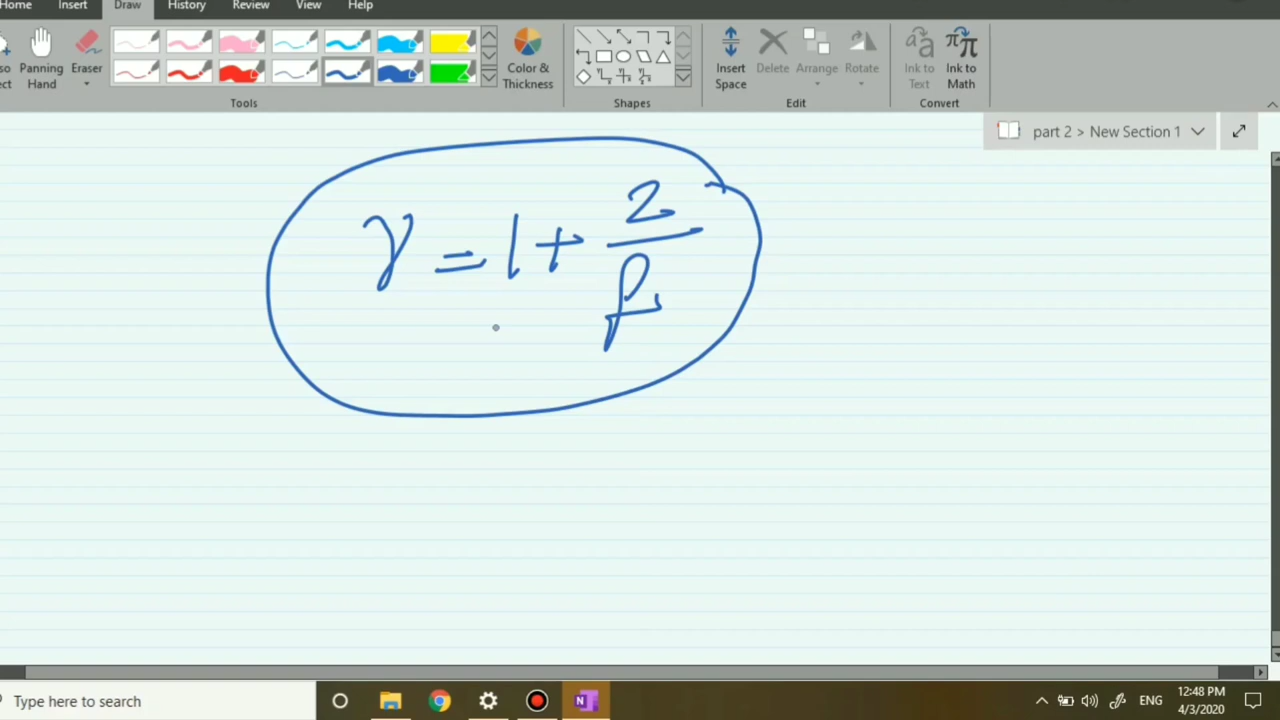 Home Insert Draw History Review View Help
Panning Hand
Eraser
Color & Thickness
Insert Space
Delete
Arrange
Rotate
Ink to Text
Ink to Math
Tools Shapes Edit Convert
part 2 > New Section 1
γ = 1 + 2/f
Type here to search
N
ENG
12:48 PM
4/3/2020